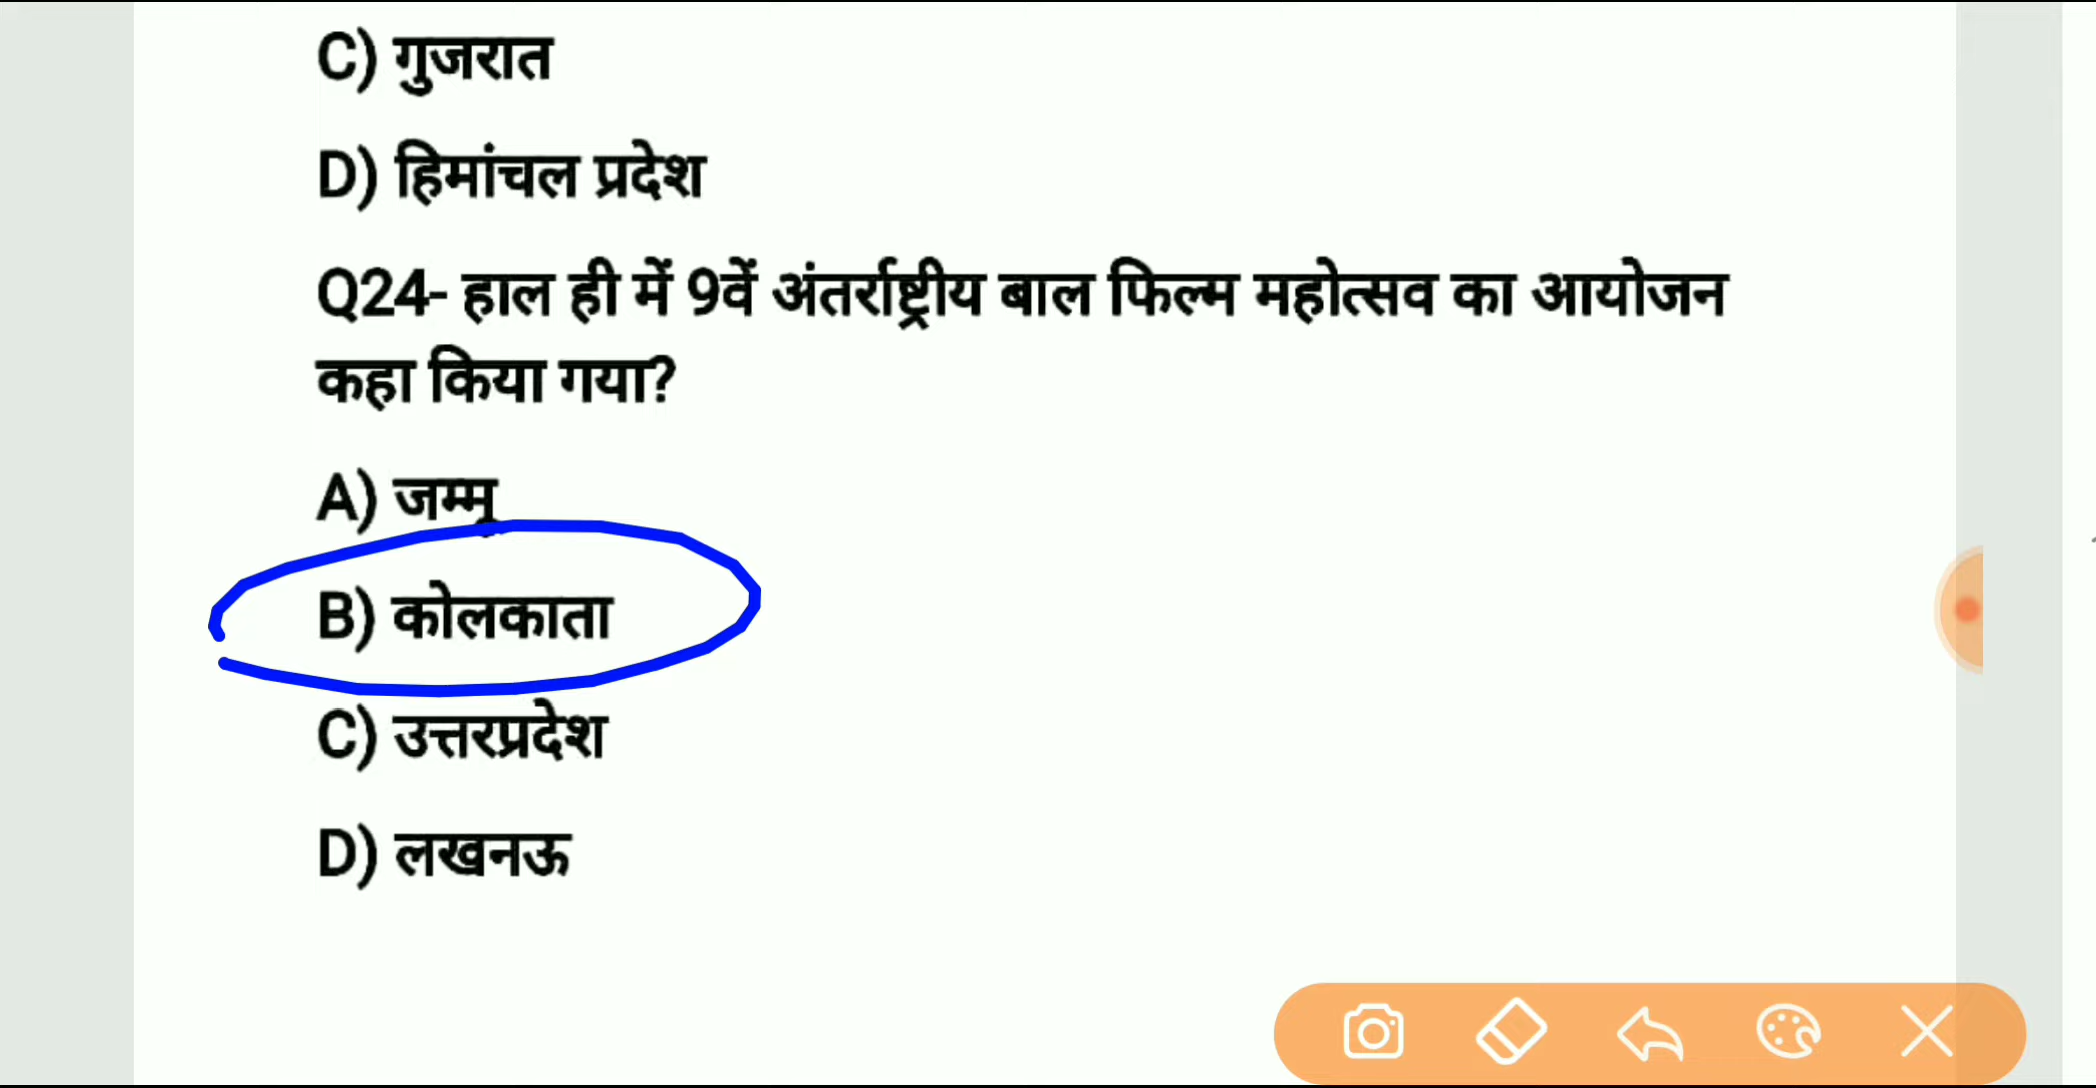 C) गुजरात
D) हिमांचल प्रदेश
Q24- हाल ही में 9वें अंतर्राष्ट्रीय बाल फिल्म महोत्सव का आयोजन
कहा किया गया?
A) जम्मू
B) कोलकाता
C) उत्तरप्रदेश
D) लखनऊ